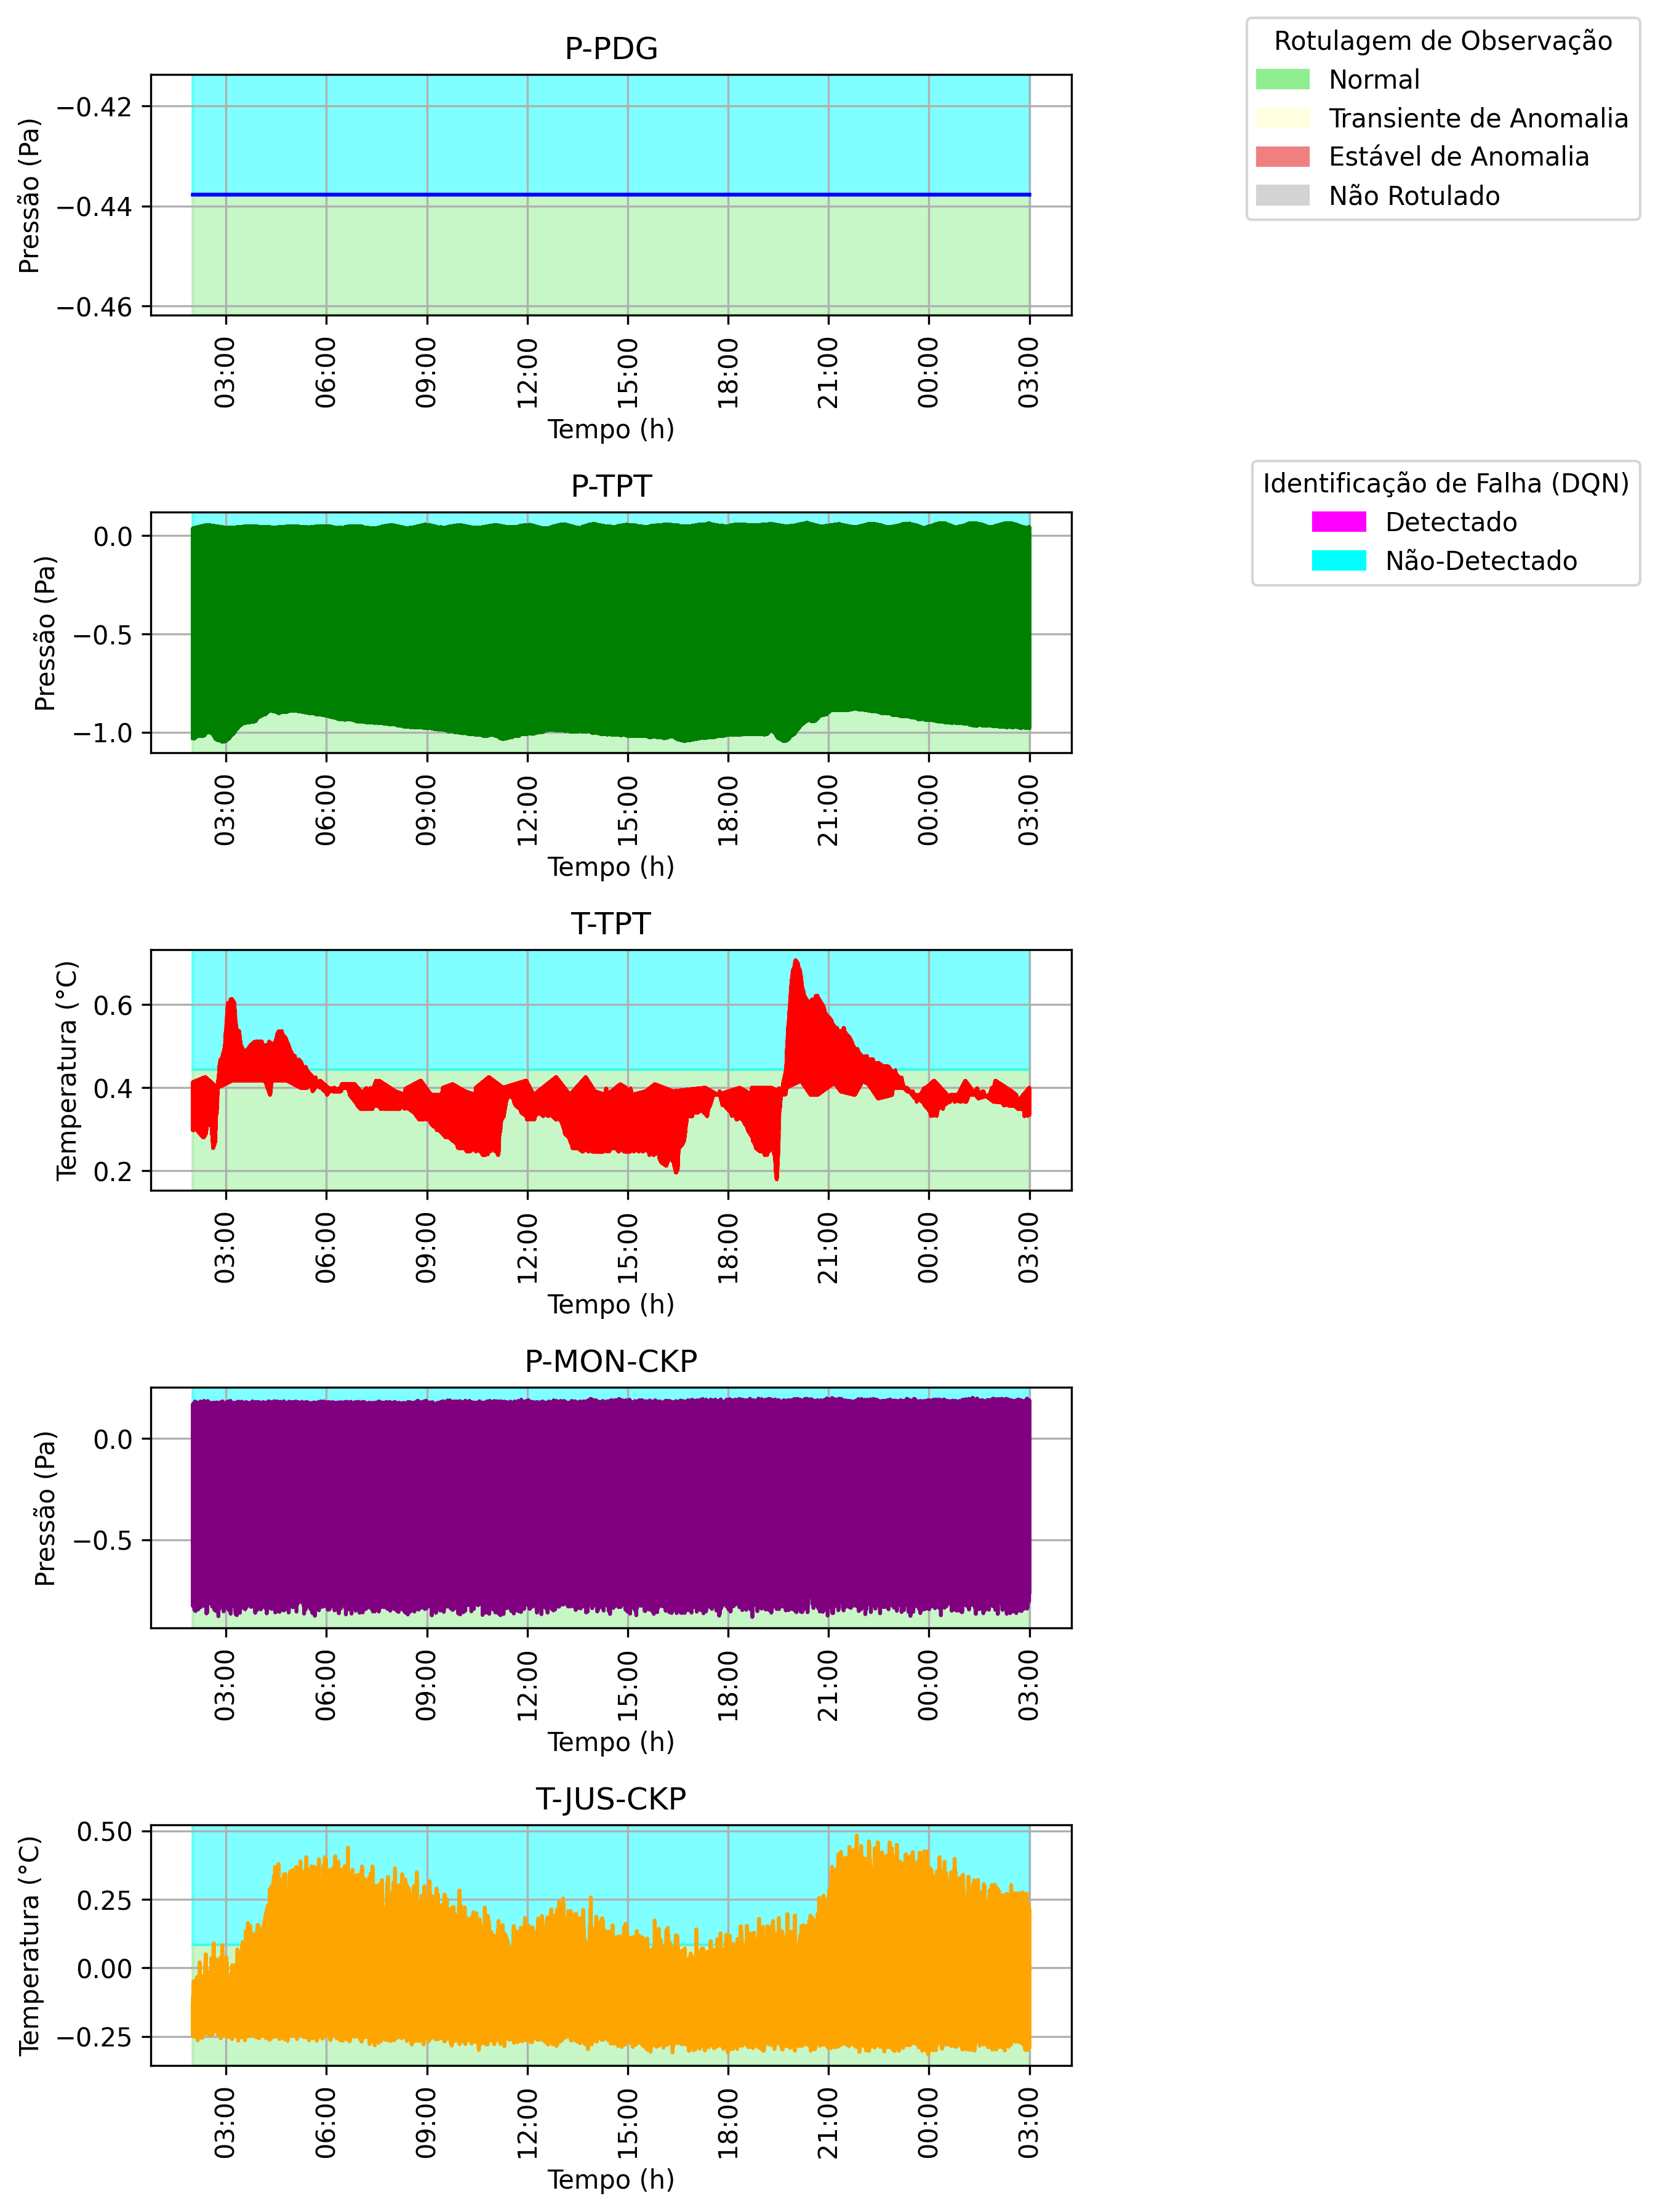 P-PDG
Pressão (Pa)
−0.42
−0.44
−0.46
03:00 06:00 09:00 12:00 15:00 18:00 21:00 00:00 03:00
Tempo (h)
Rotulagem de Observação
Normal
Transiente de Anomalia
Estável de Anomalia
Não Rotulado
P-TPT
Pressão (Pa)
0.0
−0.5
−1.0
03:00 06:00 09:00 12:00 15:00 18:00 21:00 00:00 03:00
Tempo (h)
Identificação de Falha (DQN)
Detectado
Não-Detectado
T-TPT
Temperatura (°C)
0.6
0.4
0.2
03:00 06:00 09:00 12:00 15:00 18:00 21:00 00:00 03:00
Tempo (h)
P-MON-CKP
Pressão (Pa)
0.0
−0.5
03:00 06:00 09:00 12:00 15:00 18:00 21:00 00:00 03:00
Tempo (h)
T-JUS-CKP
Temperatura (°C)
0.50
0.25
0.00
−0.25
03:00 06:00 09:00 12:00 15:00 18:00 21:00 00:00 03:00
Tempo (h)